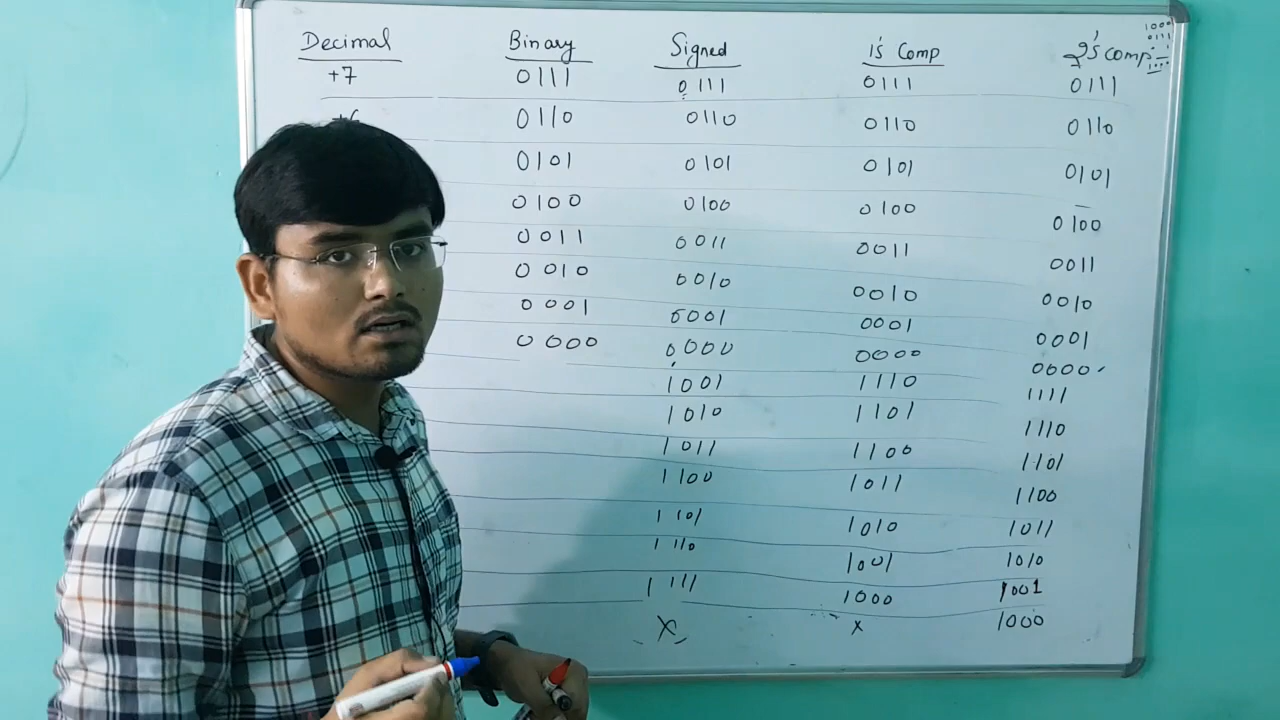 Decimal Binary Signed 1's Comp 2's comp
+7 0111 0111 0111 0111
0110 0110 0110 0110
0101 0101 0101 0101
0100 0100 0100 0100
0011 0011 0011 0011
0010 0010 0010 0010
0001 0001 0001 0001
0000 0000 0000 0000
1001 1110 1111
1010 1101 1110
1011 1100 1101
1100 1011 1100
1101 1010 1011
1110 1001 1010
1111 1000 1001
x x 1000
1000
0111